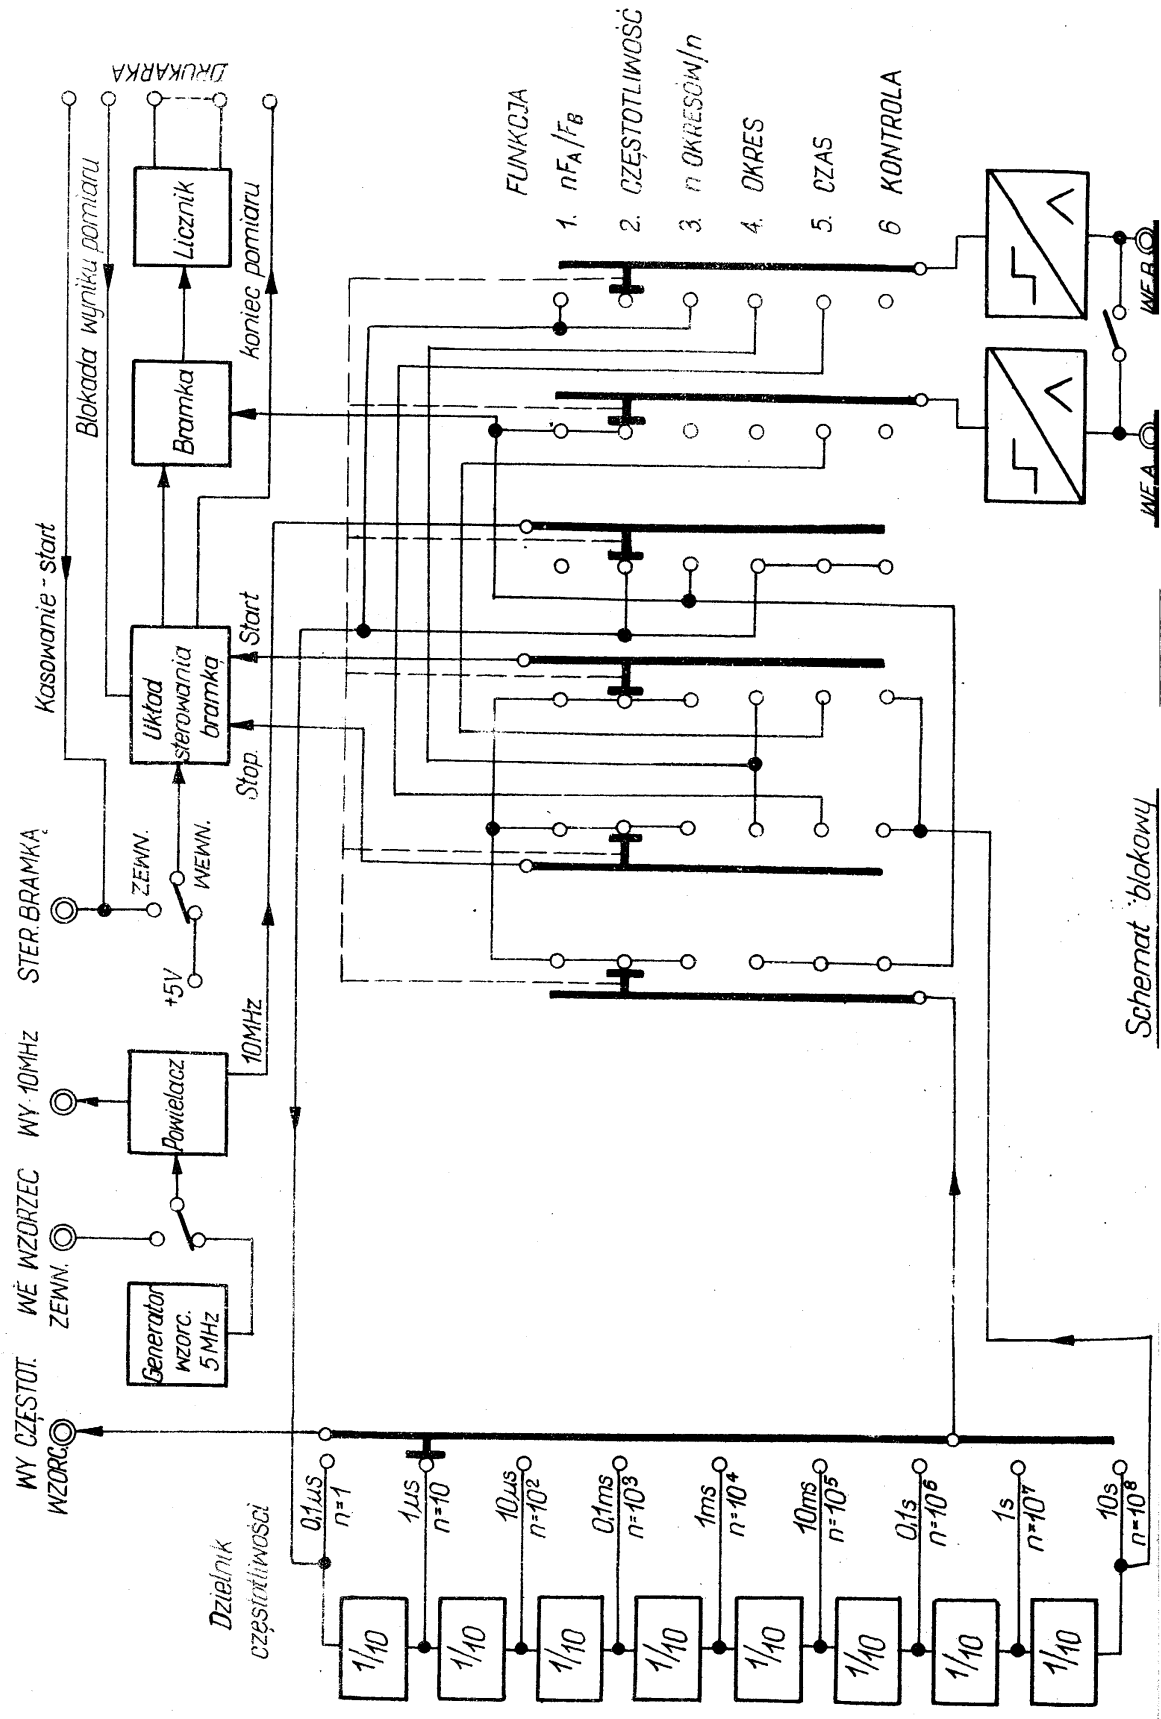 WY CZĘSTOT.
WZORC.
WE WZORZEC
ZEWN.
WY 10MHz
STER. BRAMKĄ
Kasowanie - start
Blokada wyniku pomiaru
DRUKARKA
Generator
wzorc.
5 MHz
Powielacz
+5V
ZEWN.
WEWN.
Układ
sterowania
bramką
Bramka
Licznik
10MHz
Stop.
Start
koniec pomiaru
Dzielnik
częstotliwości
0,1µs
n=1
1µs
n=10
10µs
n=10²
0,1ms
n=10³
1ms
n=10⁴
10ms
n=10⁵
0,1s
n=10⁶
1s
n=10⁷
10s
n=10⁸
1/10
1/10
1/10
1/10
1/10
1/10
1/10
1/10
FUNKCJA
1. nF_A/F_B
2. CZĘSTOTLIWOŚĆ
3. n OKRESÓW/n
4. OKRES
5. CZAS
6 KONTROLA
WE A
WE B
Schemat blokowy